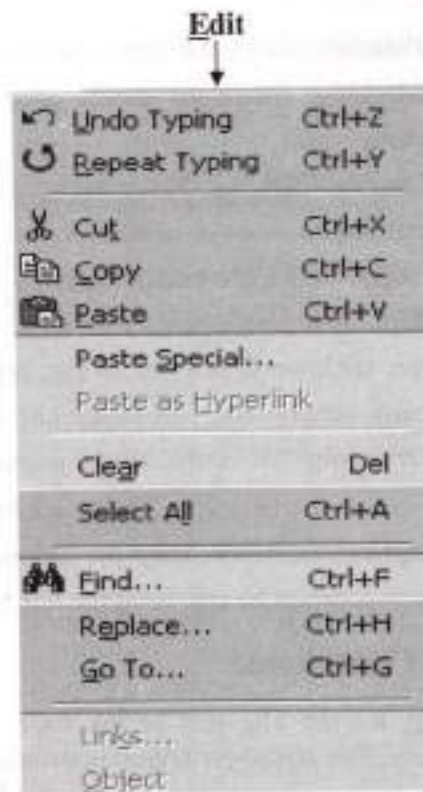 Edit
Undo Typing Ctrl+Z
Repeat Typing Ctrl+Y
Cut Ctrl+X
Copy Ctrl+C
Paste Ctrl+V
Paste Special...
Paste as Hyperlink
Clear Del
Select All Ctrl+A
Find... Ctrl+F
Replace... Ctrl+H
Go To... Ctrl+G
Links...
Object